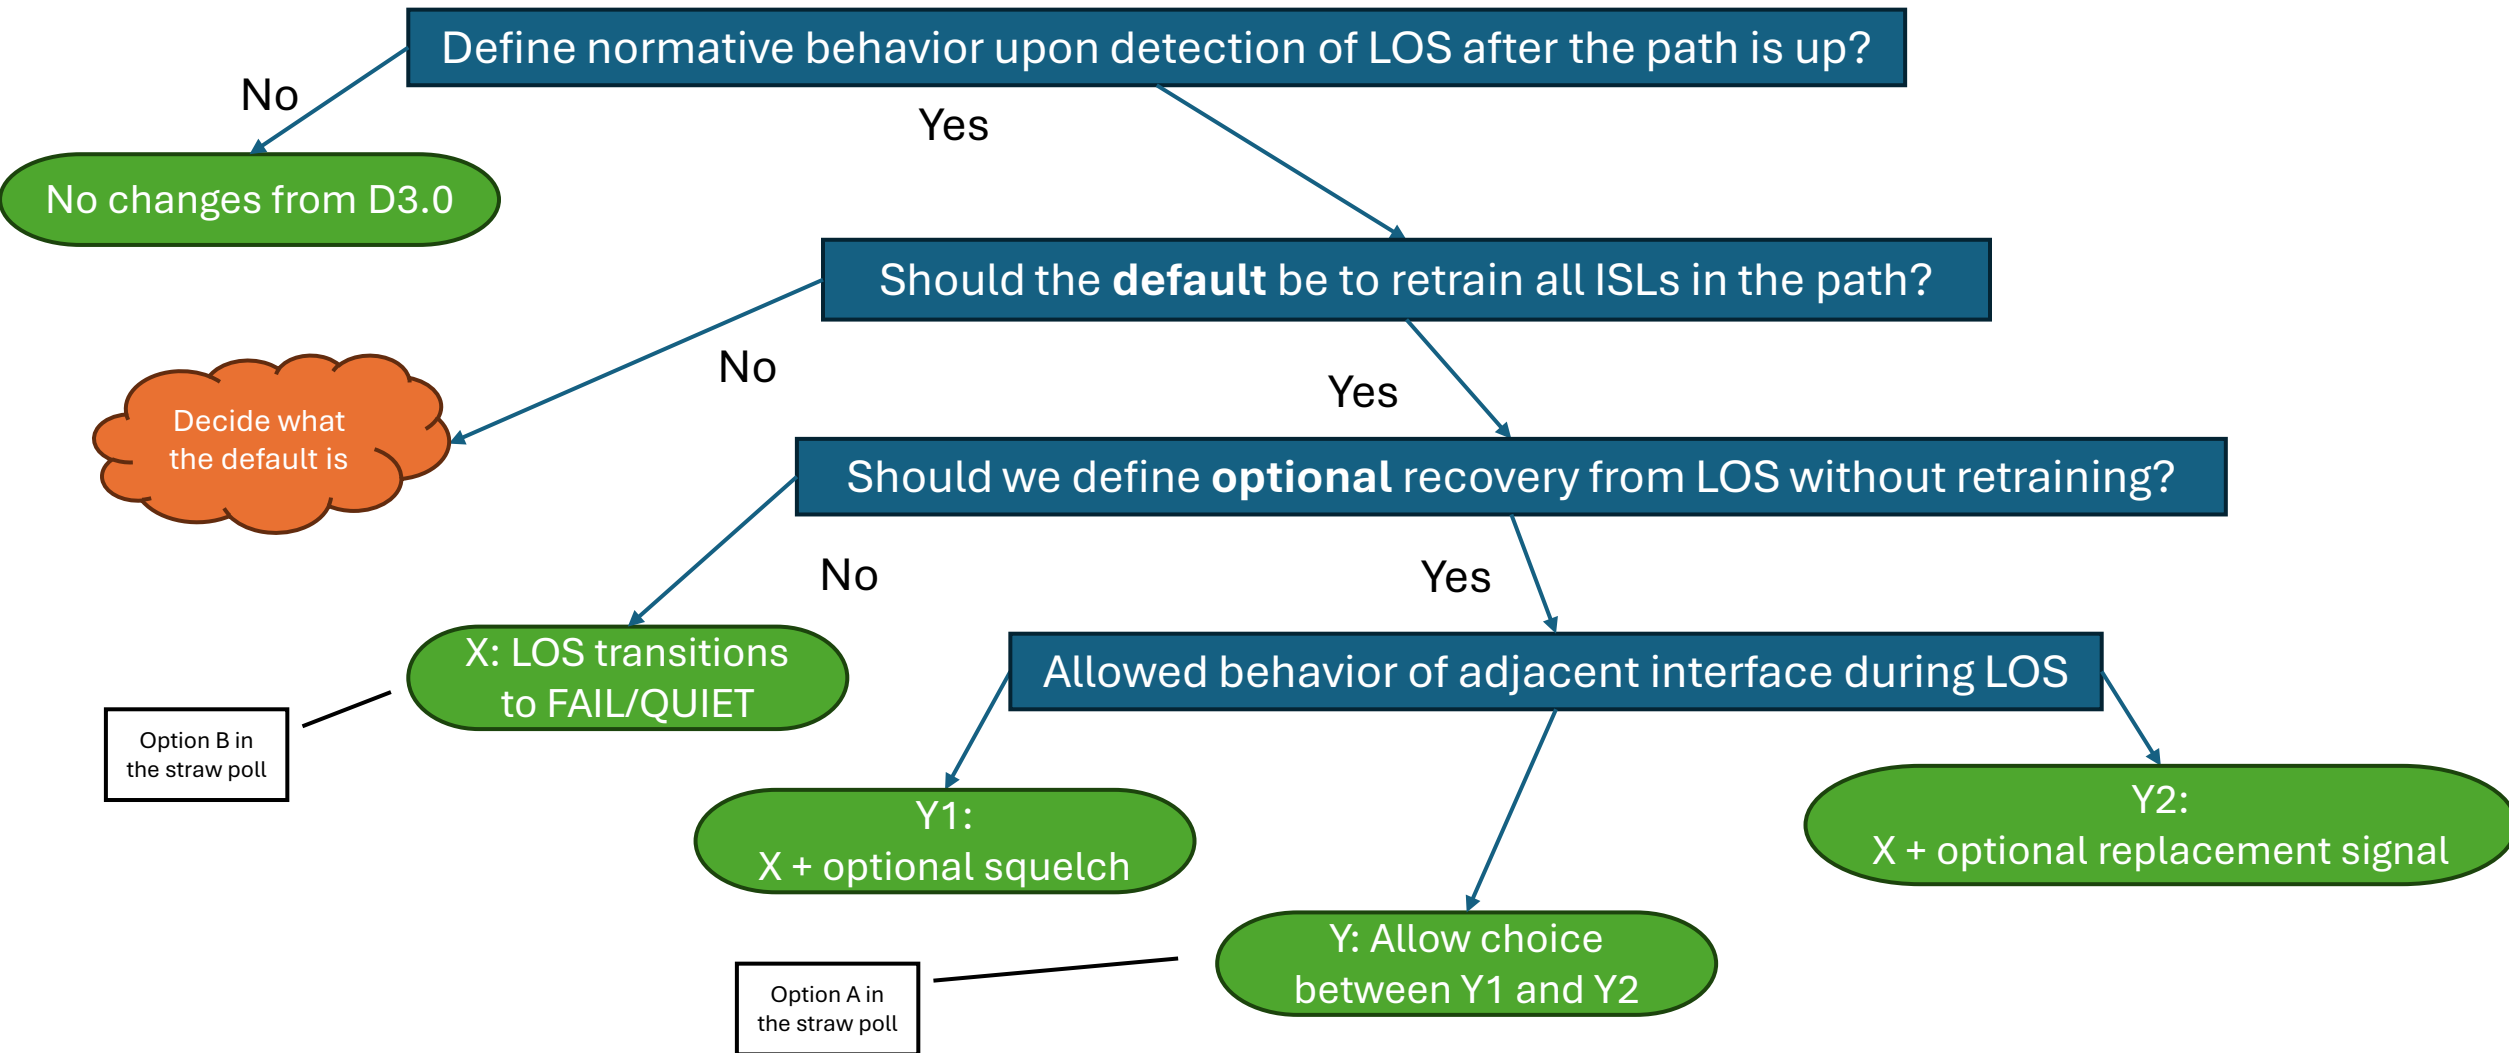 Define normative behavior upon detection of LOS after the path is up?
No
Yes
No changes from D3.0
Should the default be to retrain all ISLs in the path?
No
Yes
Decide what
the default is
Should we define optional recovery from LOS without retraining?
No
Yes
X: LOS transitions
to FAIL/QUIET
Option B in
the straw poll
Allowed behavior of adjacent interface during LOS
Y1:
X + optional squelch
Y2:
X + optional replacement signal
Y: Allow choice
between Y1 and Y2
Option A in
the straw poll